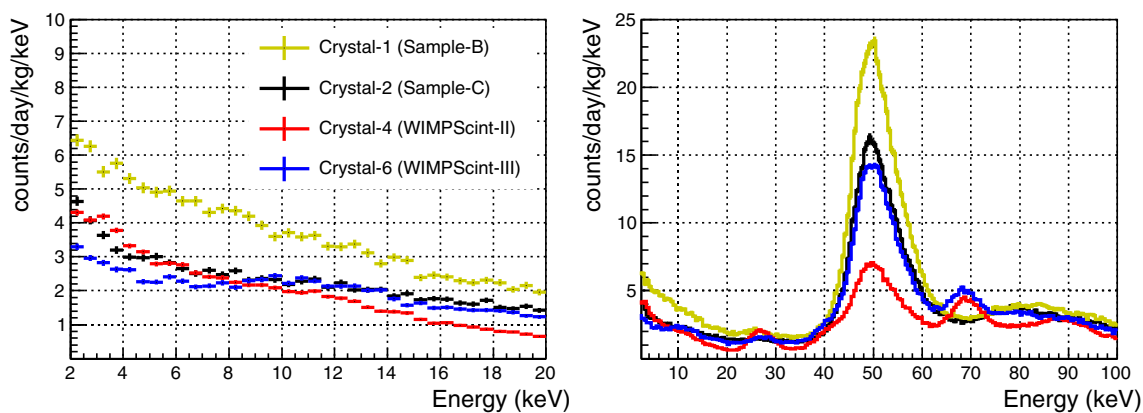 counts/day/kg/keV
10
9
8
7
6
5
4
3
2
1
Crystal-1 (Sample-B)
Crystal-2 (Sample-C)
Crystal-4 (WIMPScint-II)
Crystal-6 (WIMPScint-III)
2 4 6 8 10 12 14 16 18 20
Energy (keV)
counts/day/kg/keV
25
20
15
10
5
10 20 30 40 50 60 70 80 90 100
Energy (keV)